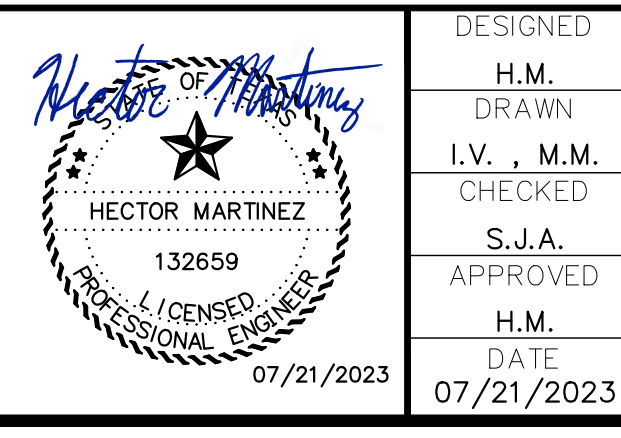 Hector Martinez
STATE OF TEXAS
HECTOR MARTINEZ
132659
LICENSED
PROFESSIONAL ENGINEER
07/21/2023
DESIGNED
H.M.
DRAWN
I.V. , M.M.
CHECKED
S.J.A.
APPROVED
H.M.
DATE
07/21/2023